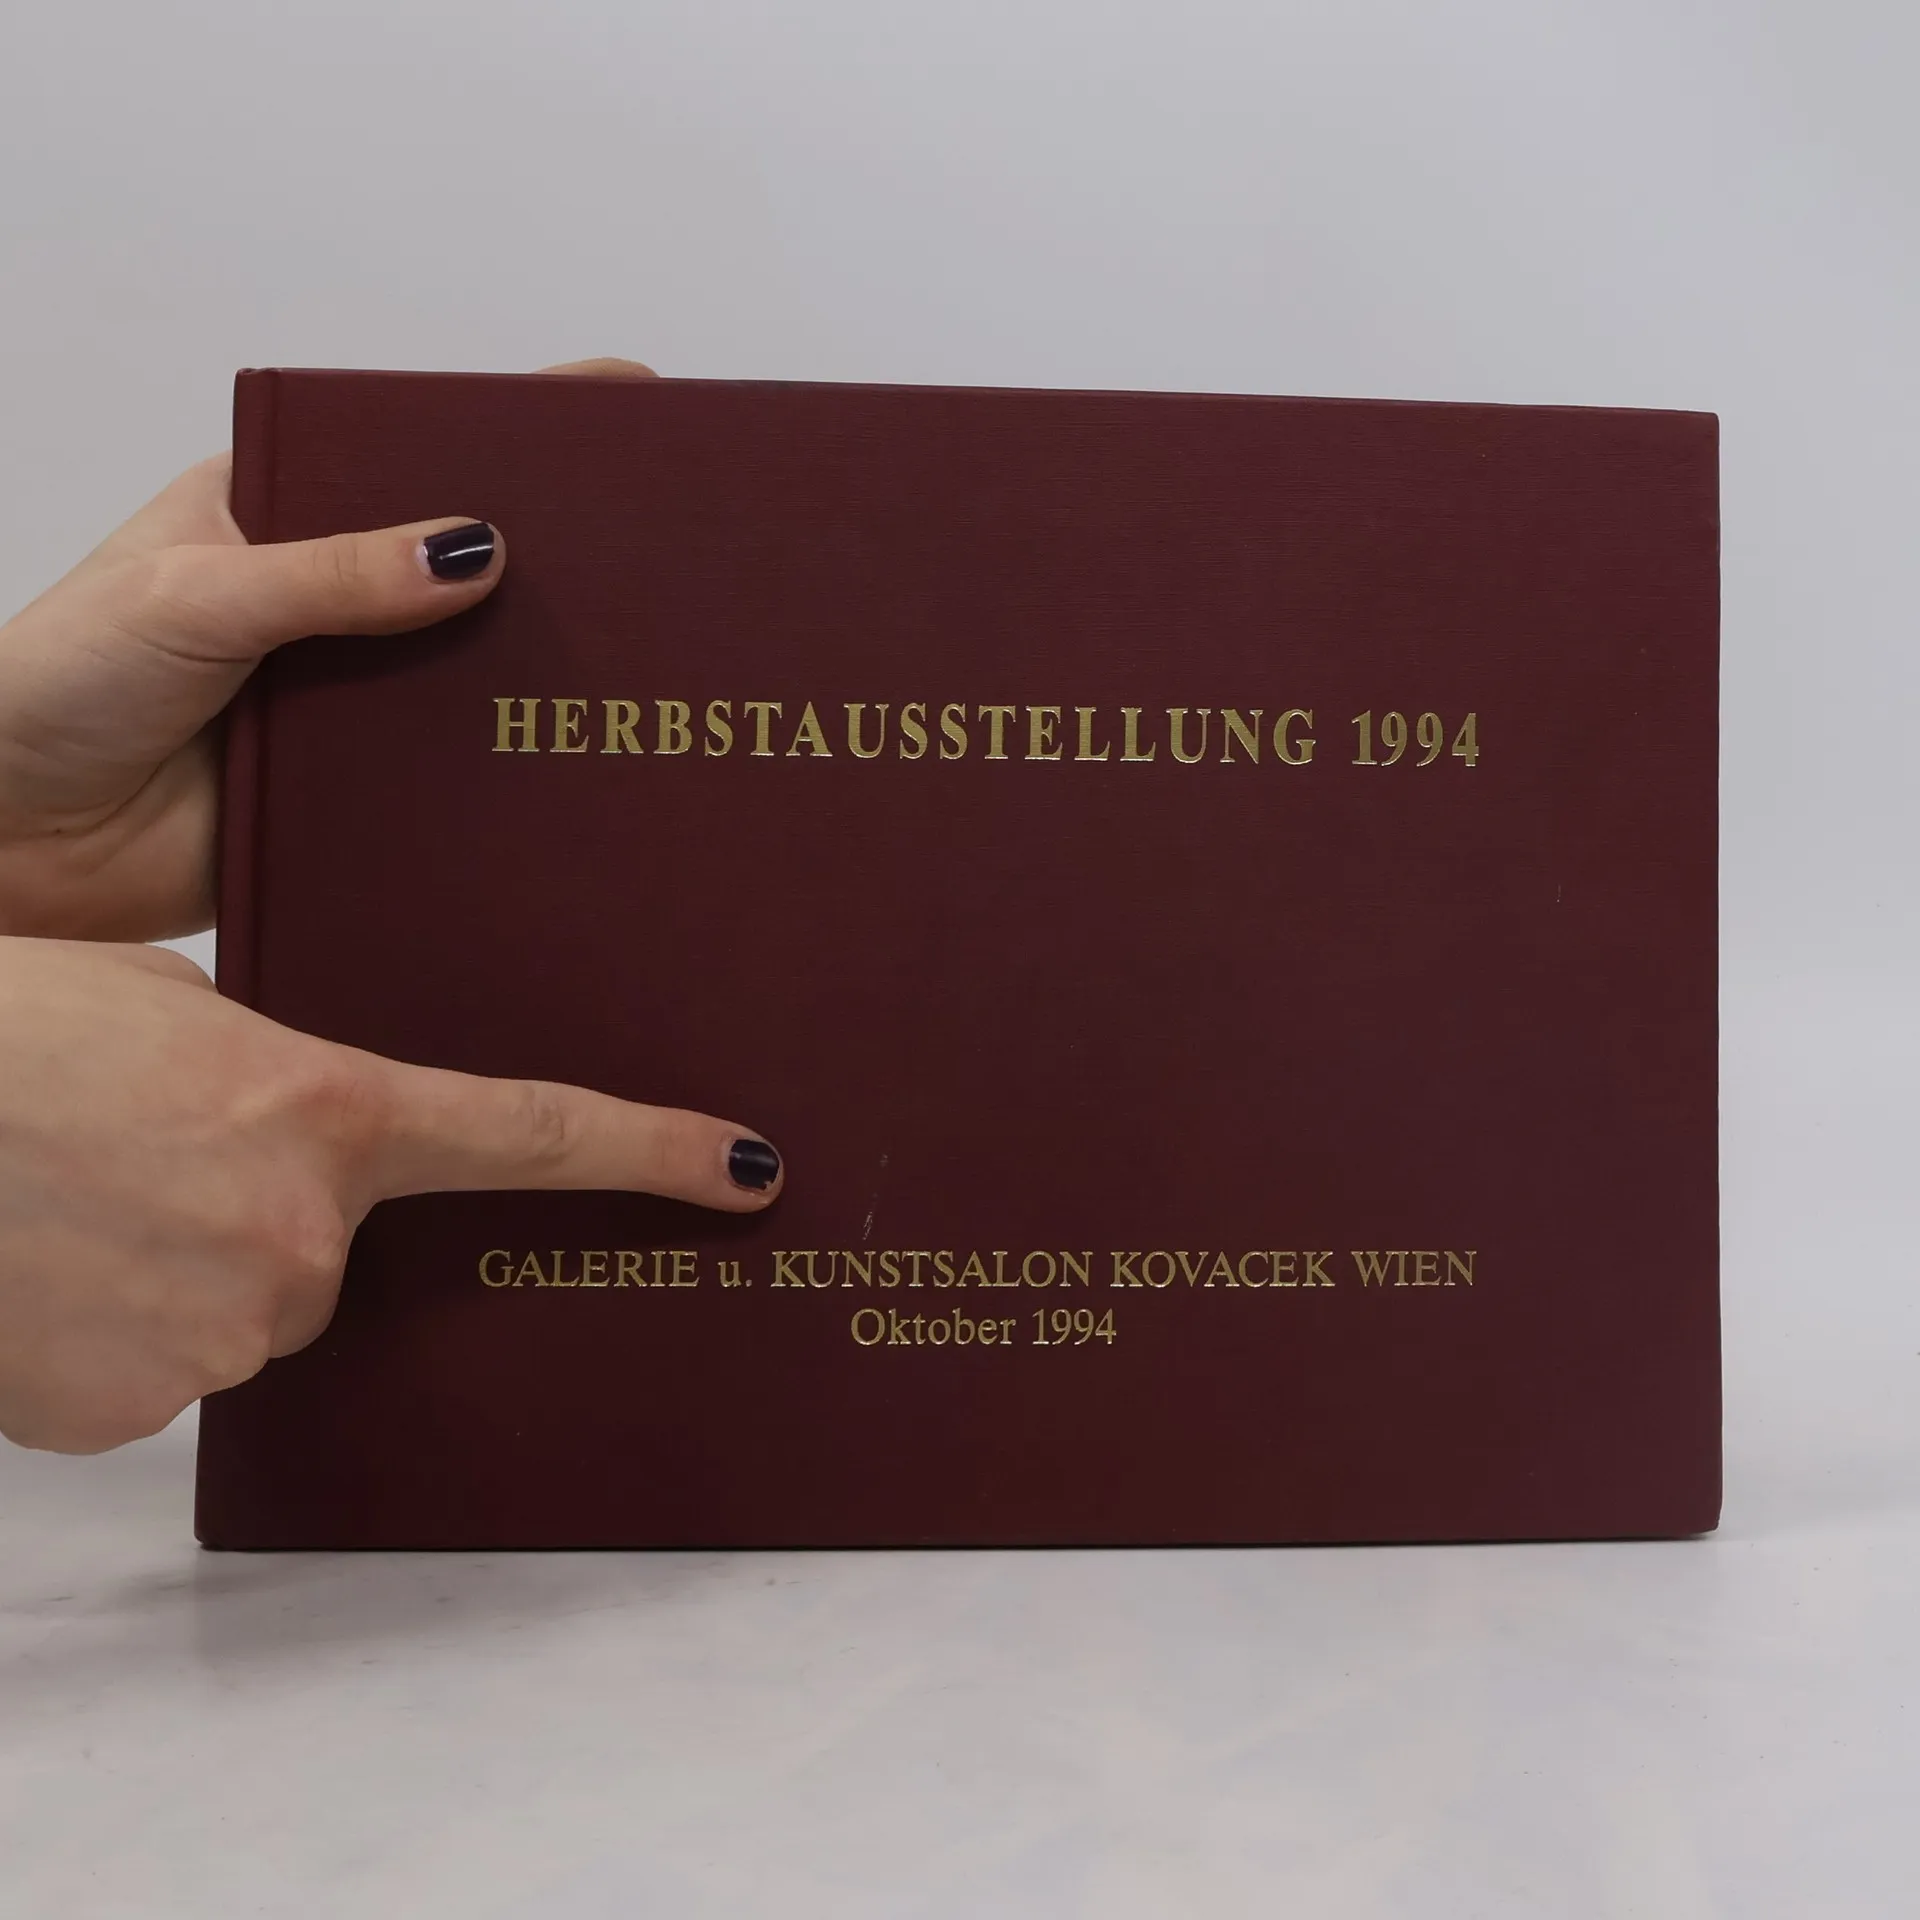 HERBSTAUSSTELLUNG 1994
GALERIE u. KUNSTSALON KOVACEK WIEN
Oktober 1994